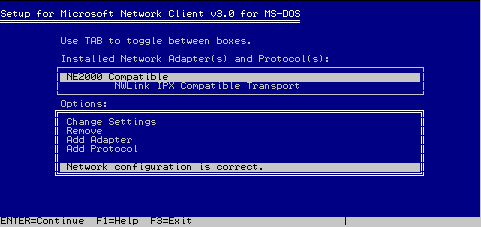 Setup for Microsoft Network Client v3.0 for MS-DOS
Use TAB to toggle between boxes.
Installed Network Adapter(s) and Protocol(s):
NE2000 Compatible
NWLink IPX Compatible Transport
Options:
Change Settings
Remove
Add Adapter
Add Protocol
Network configuration is correct.
ENTER=Continue F1=Help F3=Exit